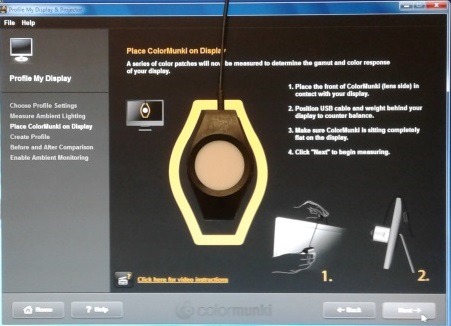 Profile My Display & Projector
File Help
Profile My Display
Choose Profile Settings
Measure Ambient Lighting
Place ColorMunki on Display
Create Profile
Before and After Comparison
Enable Ambient Monitoring
Place ColorMunki on Display
A series of color patches will now be measured to determine the gamut and color response
of your display.
1. Place the front of ColorMunki (lens side) in
contact with your display.
2. Position USB cable and weight behind your
display to counter balance.
3. Make sure ColorMunki is sitting completely
flat on the display.
4. Click "Next" to begin measuring.
Click here for video instructions
1.
2.
Home
? Help
colormunki
Back
Next